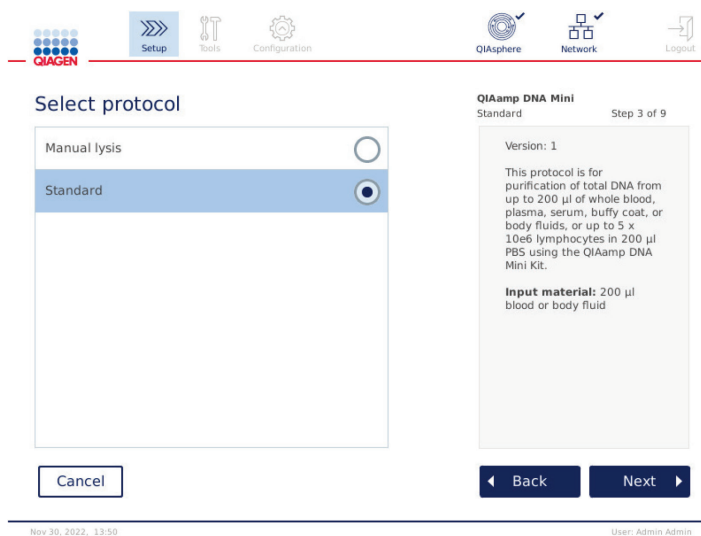 QIAGEN
Setup
Tools
Configuration
QIAsphere
Network
Logout
Select protocol
Manual lysis
Standard
QIAamp DNA Mini
Standard Step 3 of 9
Version: 1
This protocol is for
purification of total DNA from
up to 200 µl of whole blood,
plasma, serum, buffy coat, or
body fluids, or up to 5 x
10e6 lymphocytes in 200 µl
PBS using the QIAamp DNA
Mini Kit.
Input material: 200 µl
blood or body fluid
Cancel
Back
Next
Nov 30, 2022, 13:50
User: Admin Admin